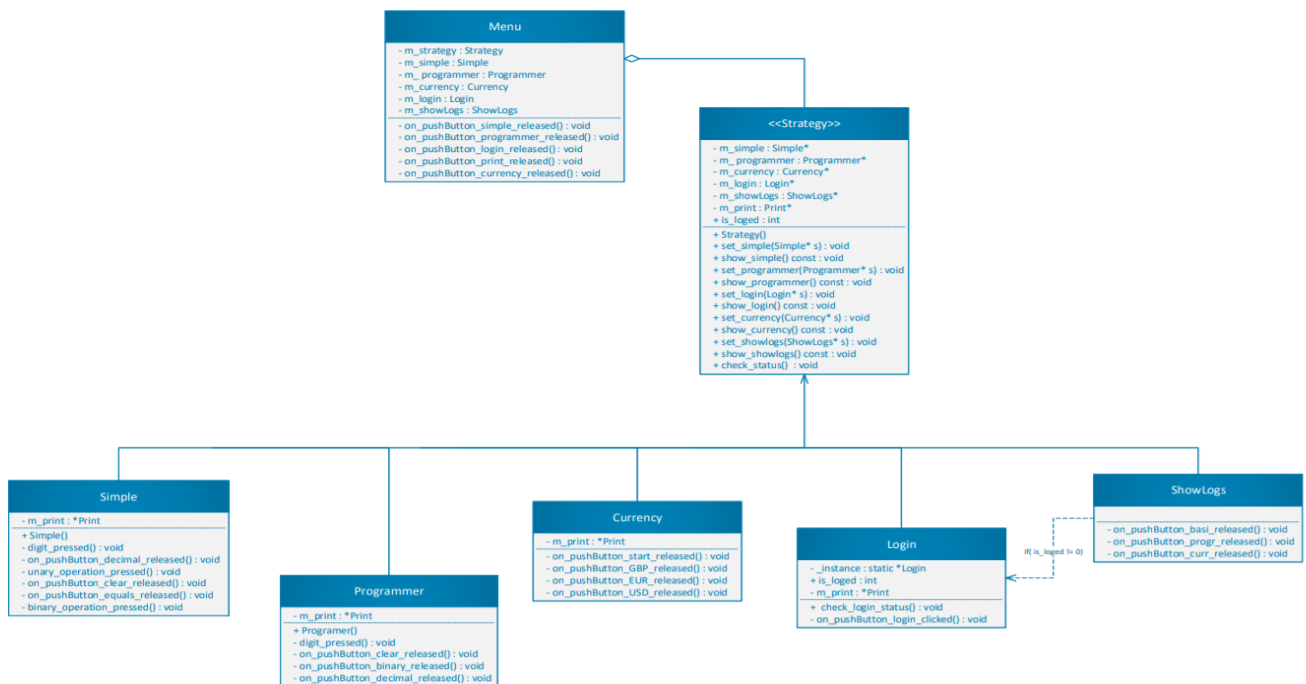 Menu
- m_strategy : Strategy
- m_simple : Simple
- m_ programmer : Programmer
- m_currency : Currency
- m_login : Login
- m_showLogs : ShowLogs
- on_pushButton_simple_released() : void
- on_pushButton_programmer_released() : void
- on_pushButton_login_released() : void
- on_pushButton_print_released() : void
- on_pushButton_currency_released() : void
<<Strategy>>
- m_simple : Simple*
- m_ programmer : Programmer*
- m_currency : Currency*
- m_login : Login*
- m_showLogs : ShowLogs*
- m_print : Print*
+ is_loged : int
+ Strategy()
+ set_simple(Simple* s) : void
+ show_simple() const : void
+ set_programmer(Programmer* s) : void
+ show_programmer() const : void
+ set_login(Login* s) : void
+ show_login() const : void
+ set_currency(Currency* s) : void
+ show_currency() const : void
+ set_showlogs(ShowLogs* s) : void
+ show_showlogs() const : void
+ check_status() : void
Simple
- m_print : *Print
+ Simple()
- digit_pressed() : void
- on_pushButton_decimal_released() : void
- unary_operation_pressed() : void
- on_pushButton_clear_released() : void
- on_pushButton_equals_released() : void
- binary_operation_pressed() : void
Programmer
- m_print : *Print
+ Programer()
- digit_pressed() : void
- on_pushButton_clear_released() : void
- on_pushButton_binary_released() : void
- on_pushButton_decimal_released() : void
Currency
- m_print : *Print
- on_pushButton_start_released() : void
- on_pushButton_GBP_released() : void
- on_pushButton_EUR_released() : void
- on_pushButton_USD_released() : void
Login
- _instance : static *Login
+ is_loged : int
- m_print : *Print
+ check_login_status() : void
- on_pushButton_login_clicked() : void
if( is_loged != 0)
ShowLogs
- on_pushButton_basi_released() : void
- on_pushButton_progr_released() : void
- on_pushButton_curr_released() : void